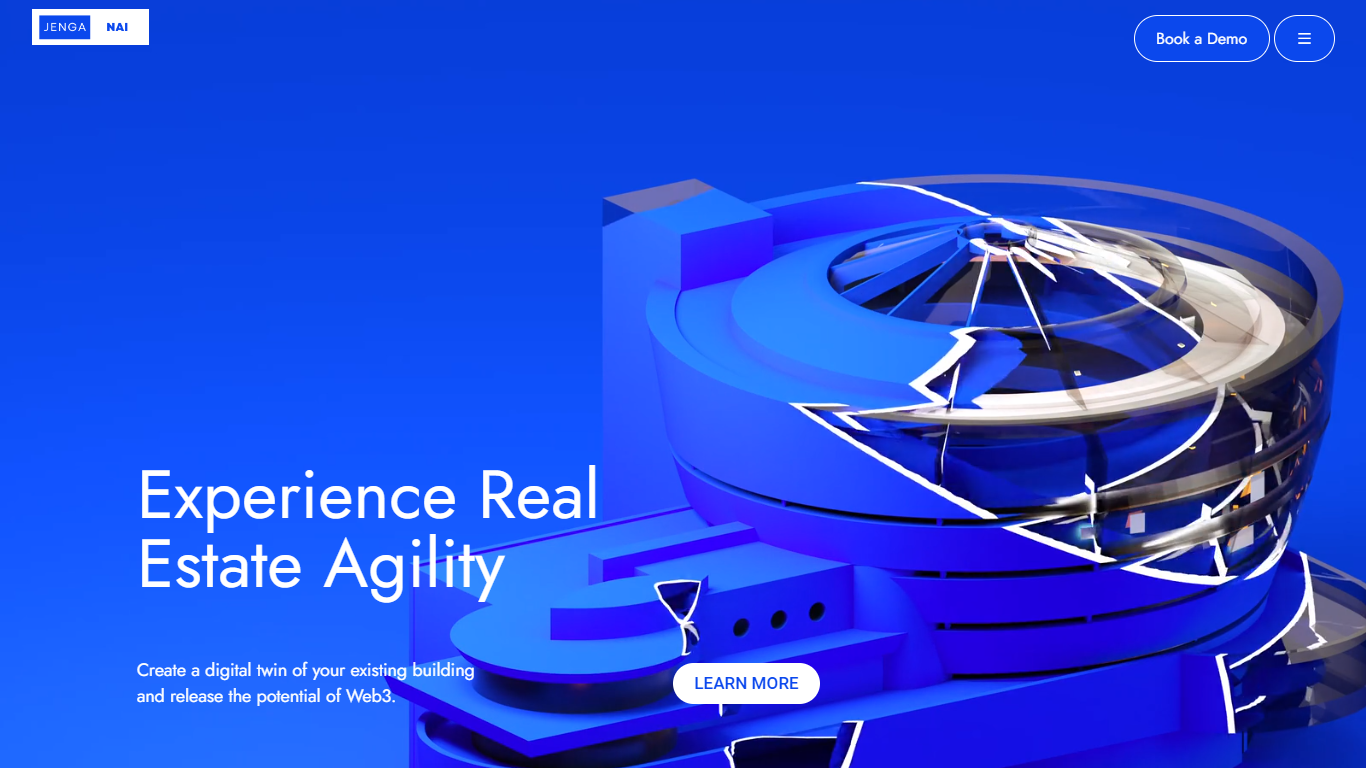 JENGA NAI
Book a Demo
Experience Real
Estate Agility
Create a digital twin of your existing building
and release the potential of Web3.
LEARN MORE